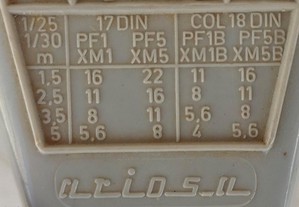 1/25 17DIN COL 18 DIN
1/30 PF1 PF5 PF1B PF5B
m XM1 XM5 XM1B XM5B
1.5 16 22 11 16
2,5 11 16 8 11
3,5 8 11 5,6 8
5 5,6 8 4 5,6
ariosa